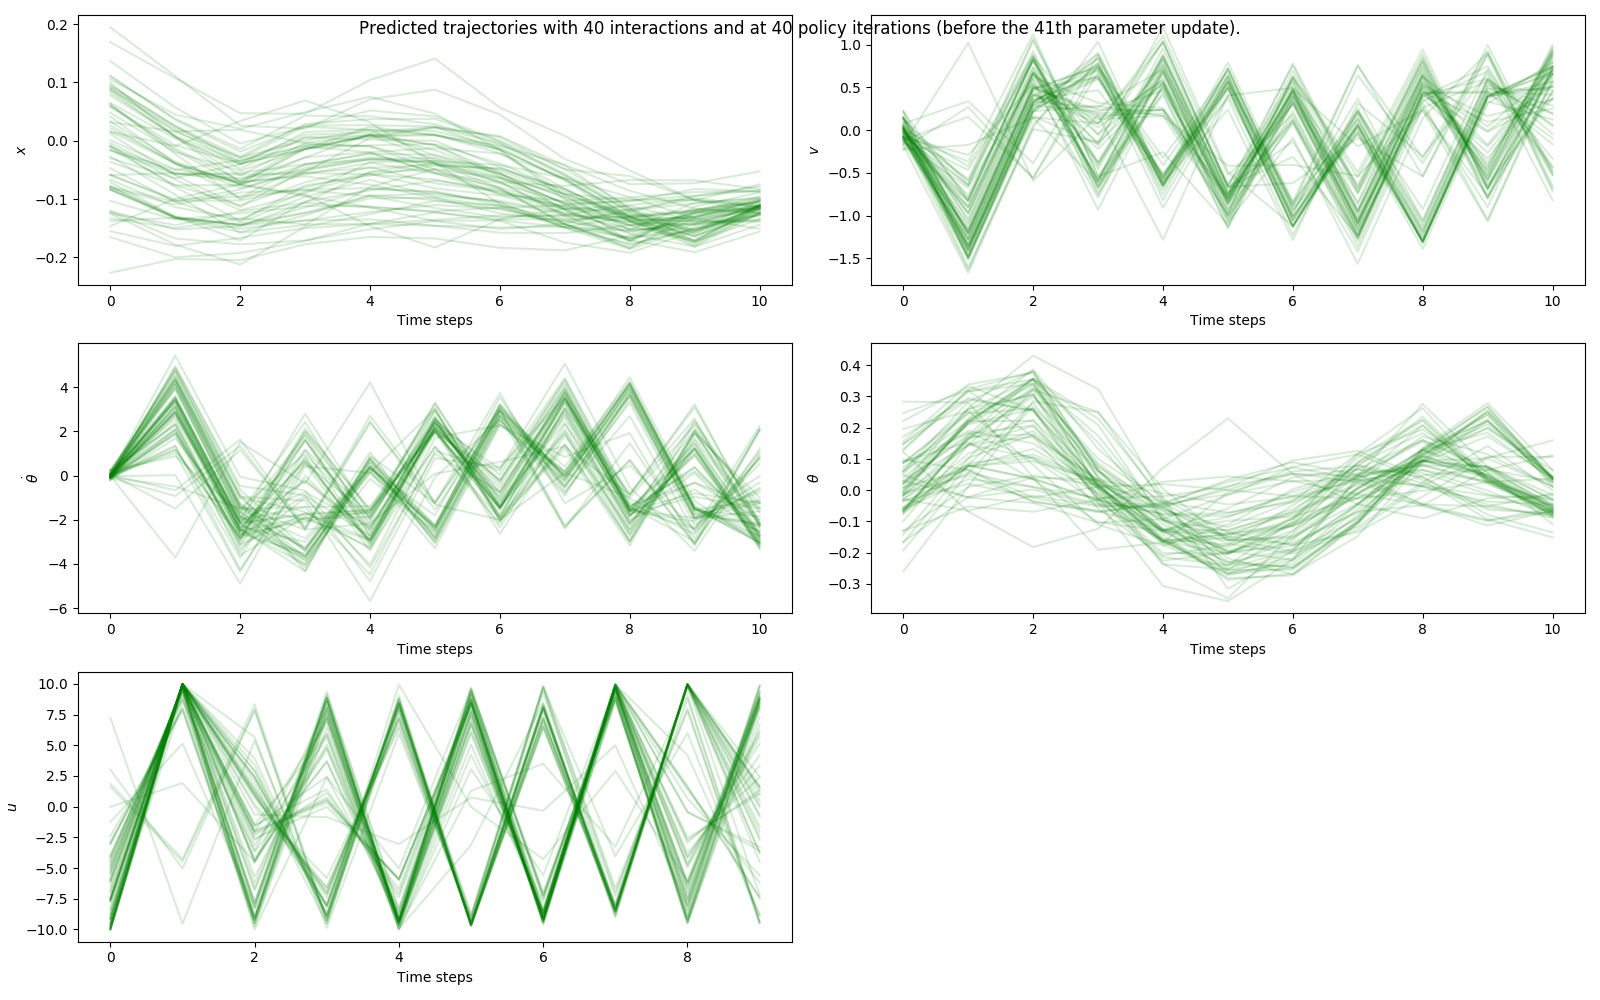 Predicted trajectories with 40 interactions and at 40 policy iterations (before the 41th parameter update).
0.2
0.1
0.0
−0.1
−0.2
x
0 2 4 6 8 10
Time steps
1.0
0.5
0.0
−0.5
−1.0
−1.5
v
0 2 4 6 8 10
Time steps
4
2
0
−2
−4
−6
θ̇
0 2 4 6 8 10
Time steps
0.4
0.3
0.2
0.1
0.0
−0.1
−0.2
−0.3
θ
0 2 4 6 8 10
Time steps
10.0
7.5
5.0
2.5
0.0
−2.5
−5.0
−7.5
−10.0
u
0 2 4 6 8
Time steps